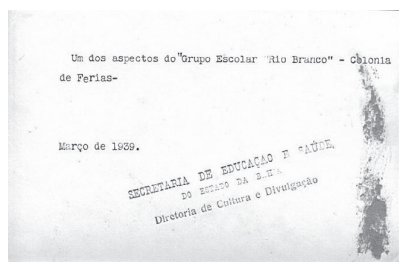 Um dos aspectos do "Grupo Escolar "Rio Branco" - Colonia
de Ferias-
Março de 1939.
SECRETARIA DE EDUCAÇÃO E SAÚDE,
DO ESTADO DA BAHIA
Diretoria de Cultura e Divulgação